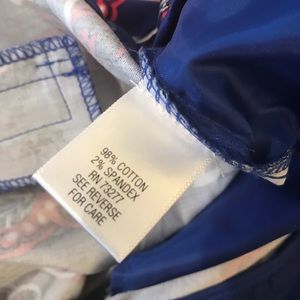 98% COTTON
2% SPANDEX
RN 73277
SEE REVERSE
FOR CARE